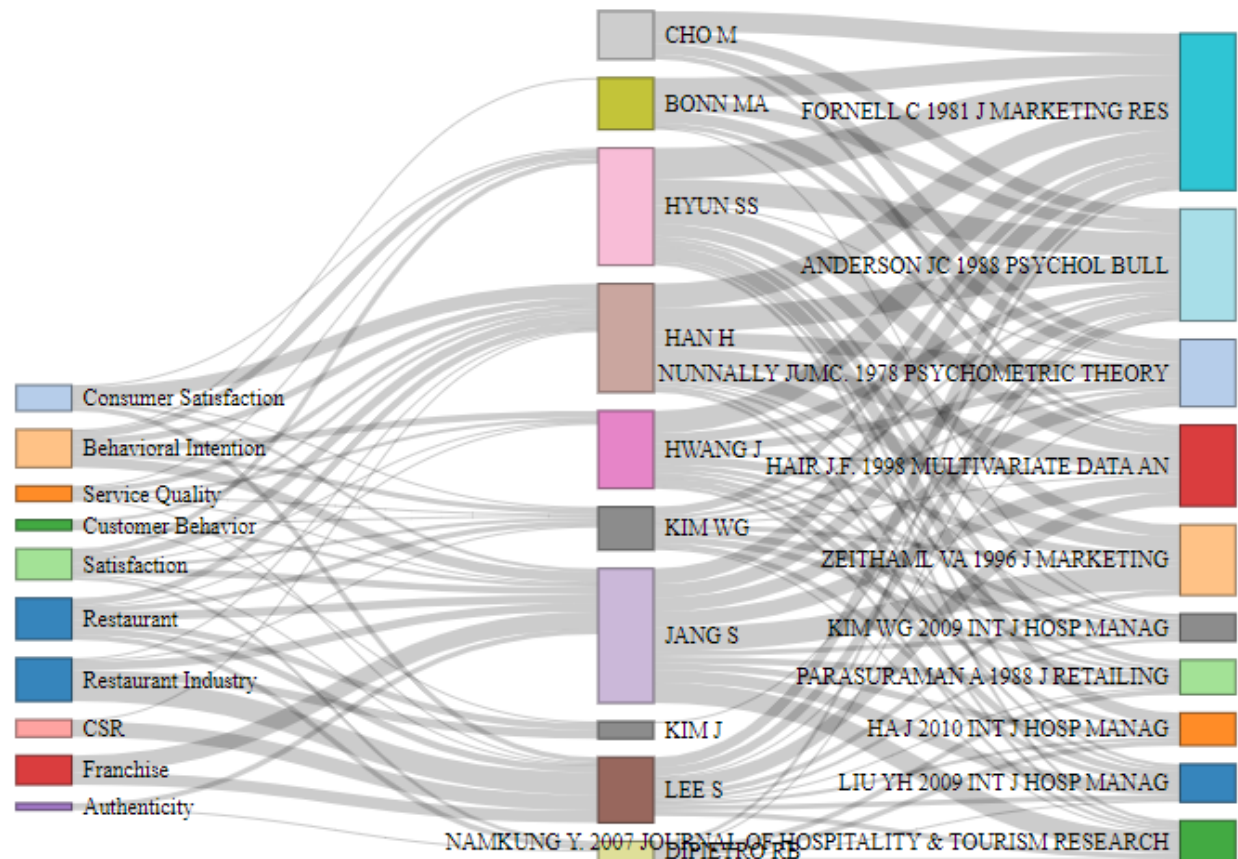 Consumer Satisfaction
Behavioral Intention
Service Quality
Customer Behavior
Satisfaction
Restaurant
Restaurant Industry
CSR
Franchise
Authenticity
CHO M
BONN MA
HYUN SS
HAN H
HWANG J
KIM WG
JANG S
KIM J
LEE S
DIPIETRO RB
FORNELL C 1981 J MARKETING RES
ANDERSON JC 1988 PSYCHOL BULL
NUNNALLY JUMC. 1978 PSYCHOMETRIC THEORY
HAIR J.F. 1998 MULTIVARIATE DATA AN
ZEITHAML VA 1996 J MARKETING
KIM WG 2009 INT J HOSP MANAG
PARASURAMAN A 1988 J RETAILING
HA J 2010 INT J HOSP MANAG
LIU YH 2009 INT J HOSP MANAG
NAMKUNG Y. 2007 JOURNAL OF HOSPITALITY & TOURISM RESEARCH